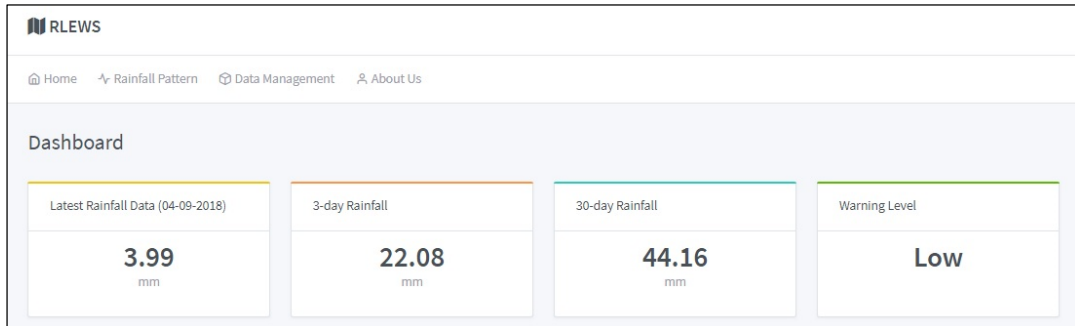 RLEWS
Home Rainfall Pattern Data Management About Us
Dashboard
Latest Rainfall Data (04-09-2018)
3.99
mm
3-day Rainfall
22.08
mm
30-day Rainfall
44.16
mm
Warning Level
Low